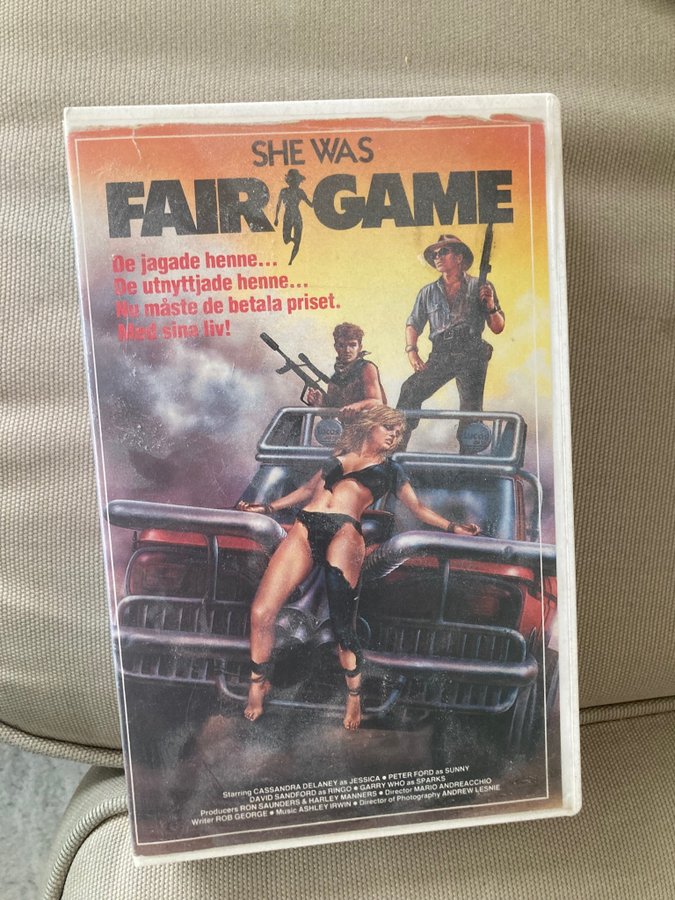 SHE WAS
FAIR GAME
De jagade henne...
De utnyttjade henne...
Nu måste de betala priset.
Med sina liv!
Starring CASSANDRA DELANEY as JESSICA • PETER FORD as SUNNY
DAVID SANDFORD as RINGO • GARRY WHO as SPARKS
Producers RON SAUNDERS & HARLEY MANNERS • Director MARIO ANDREACCHIO
Writer ROB GEORGE • Music ASHLEY IRWIN • Director of Photography ANDREW LESNIE